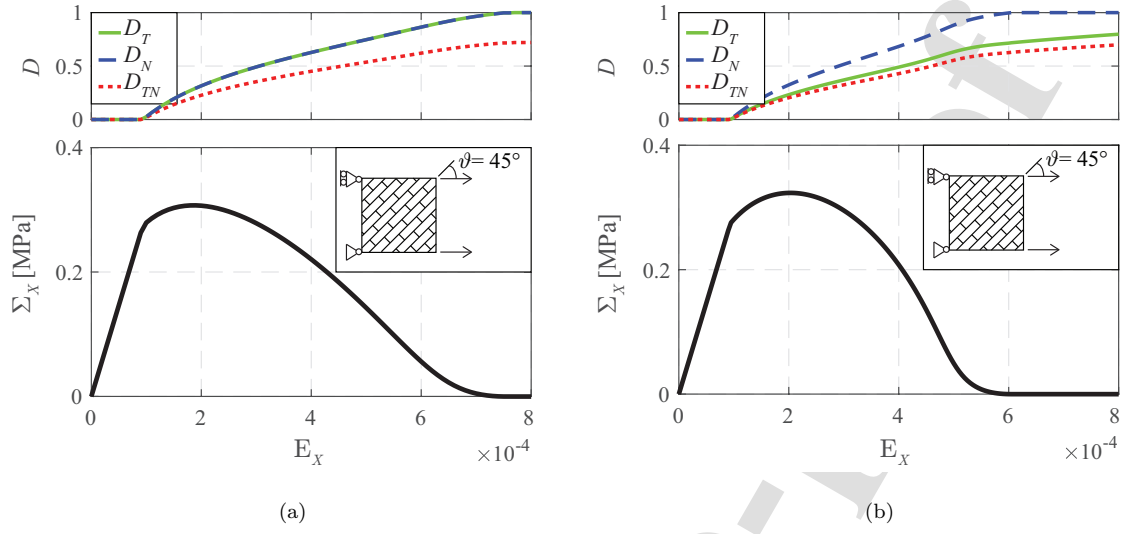 1
0.5
0
D
D_T
D_N
D_TN
0.4
0.2
0
Σ_X [MPa]
ϑ= 45°
0 2 4 6 8
E_X
×10^-4
(a)
1
0.5
0
D
D_T
D_N
D_TN
0.4
0.2
0
Σ_X [MPa]
ϑ= 45°
0 2 4 6 8
E_X
×10^-4
(b)